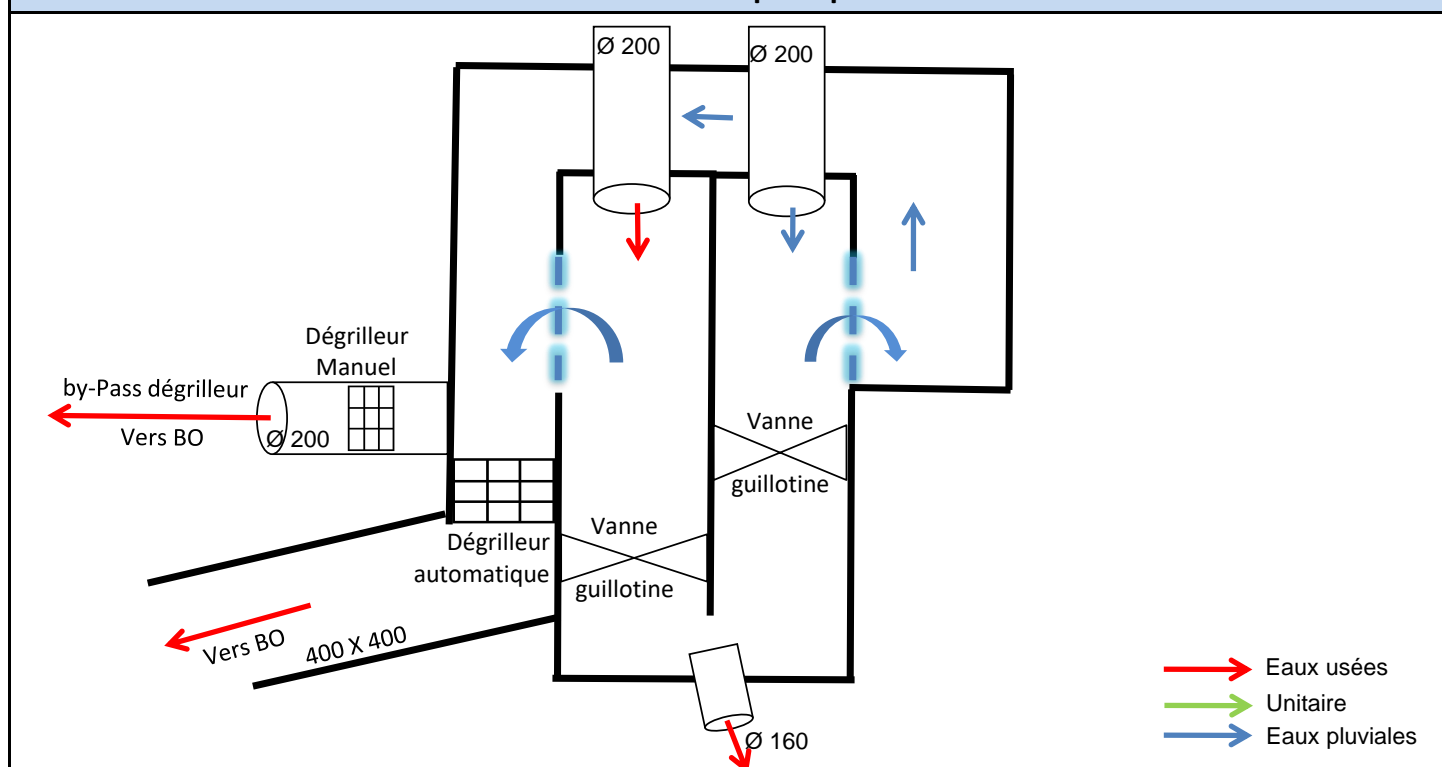 Ø 200
Ø 200
Dégrilleur
Manuel
by-Pass dégrilleur
Vers BO
Ø 200
Vanne
guillotine
Vanne
guillotine
Dégrilleur
automatique
Vers BO
400 X 400
Ø 160
Eaux usées
Unitaire
Eaux pluviales